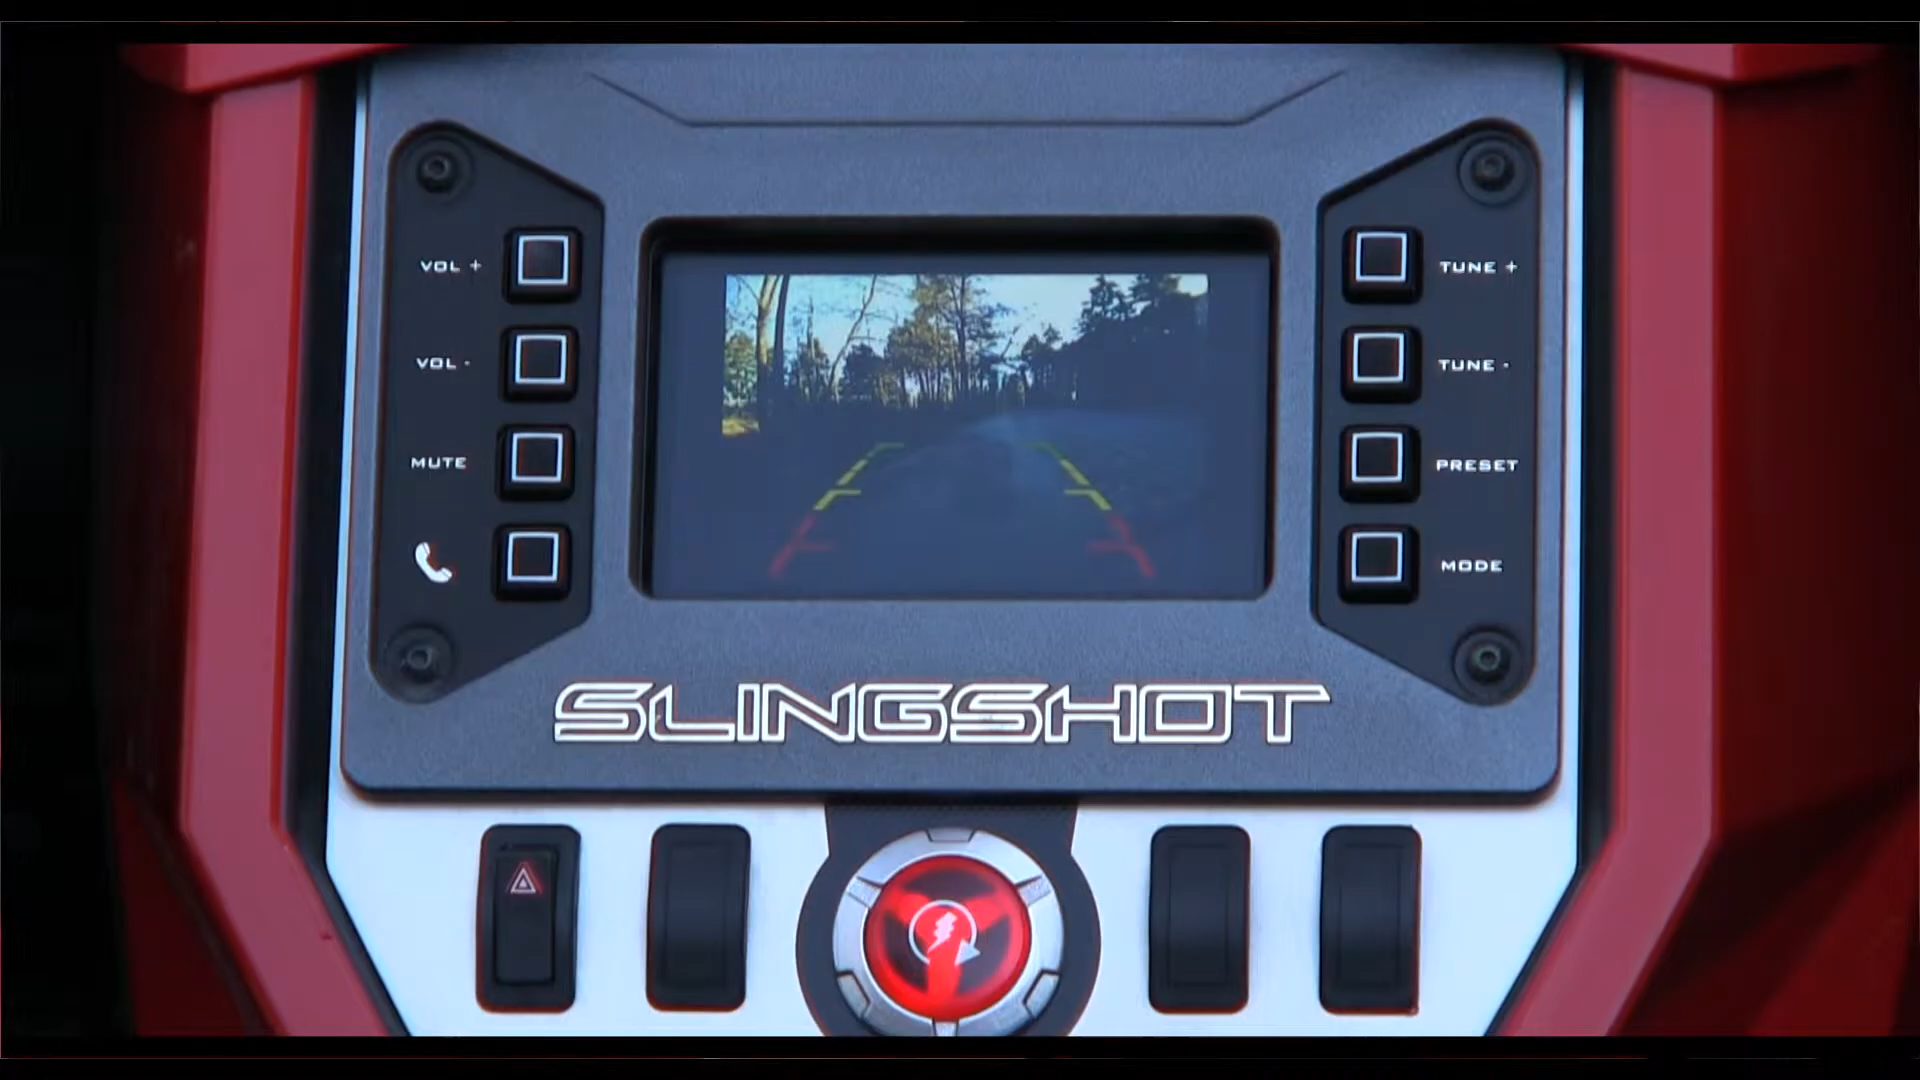 VOL + TUNE +
VOL - TUNE -
MUTE PRESET
MODE
SLINGSHOT